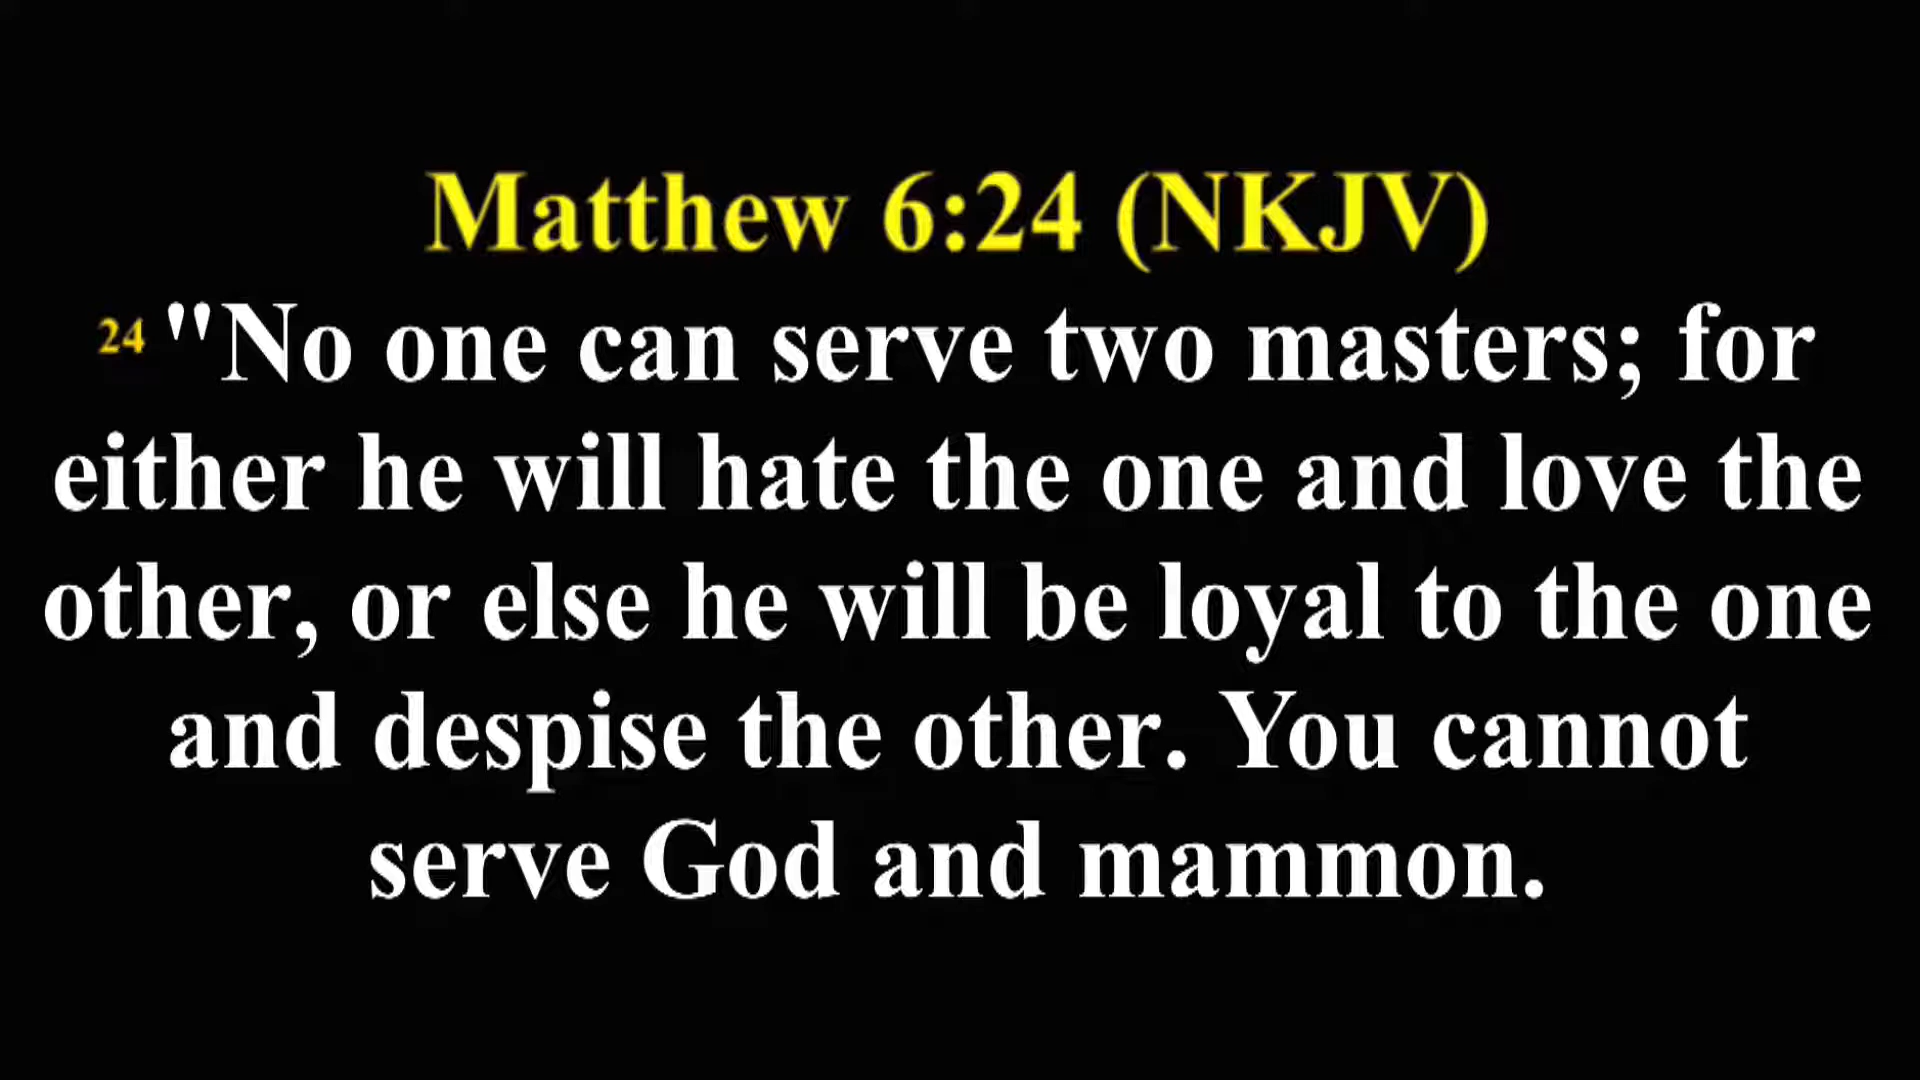 Matthew 6:24 (NKJV)
24 "No one can serve two masters; for
either he will hate the one and love the
other, or else he will be loyal to the one
and despise the other. You cannot
serve God and mammon.